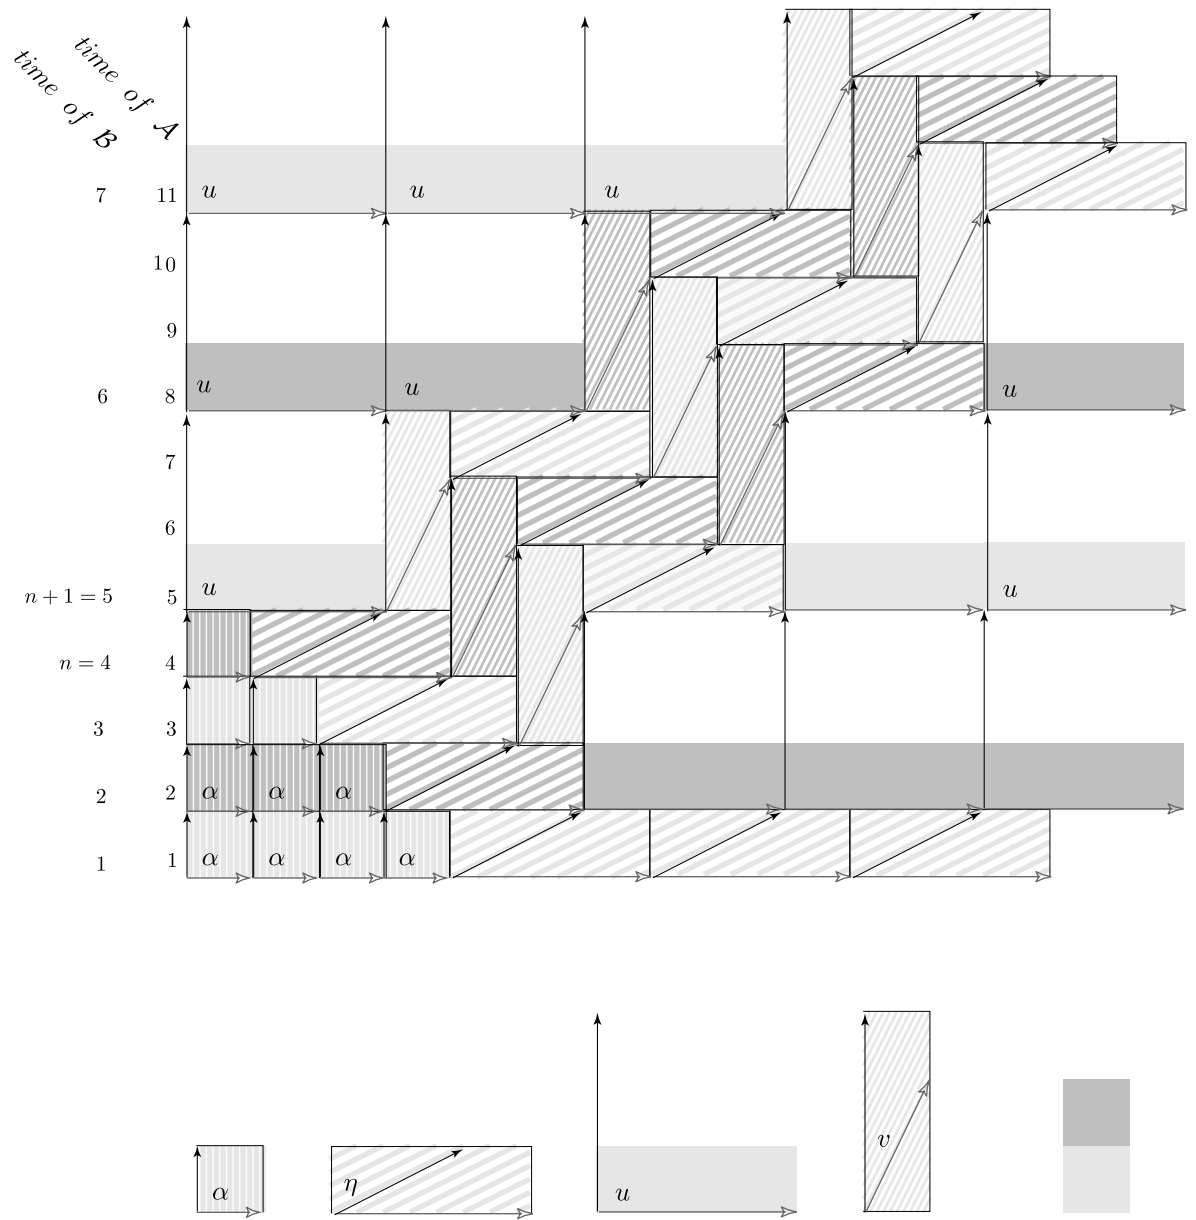 time of 𝒜
time of ℬ
7 11 u u u
10
9
6 8 u u u
7
6
n + 1 = 5 5 u u
n = 4 4
3 3
2 2 α α α
1 1 α α α α
α η u v